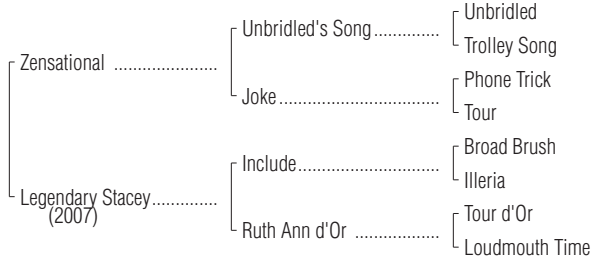 Unbridled
Unbridled's Song..............
Trolley Song
Zensational ......................
Phone Trick
Joke..................................
Tour
Broad Brush
Include..............................
Illeria
Legendary Stacey..............
(2007)
Tour d'Or
Ruth Ann d'Or ..................
Loudmouth Time